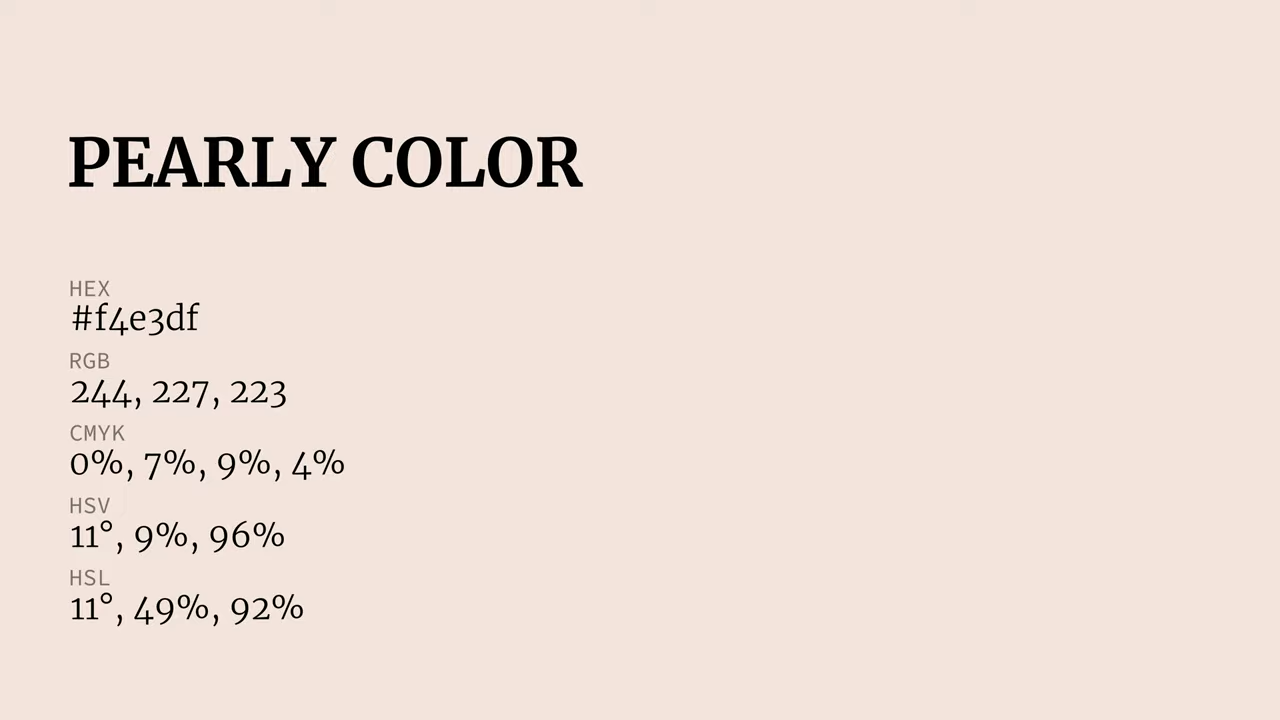 PEARLY COLOR
HEX
#f4e3df
RGB
244, 227, 223
CMYK
0%, 7%, 9%, 4%
HSV
11°, 9%, 96%
HSL
11°, 49%, 92%